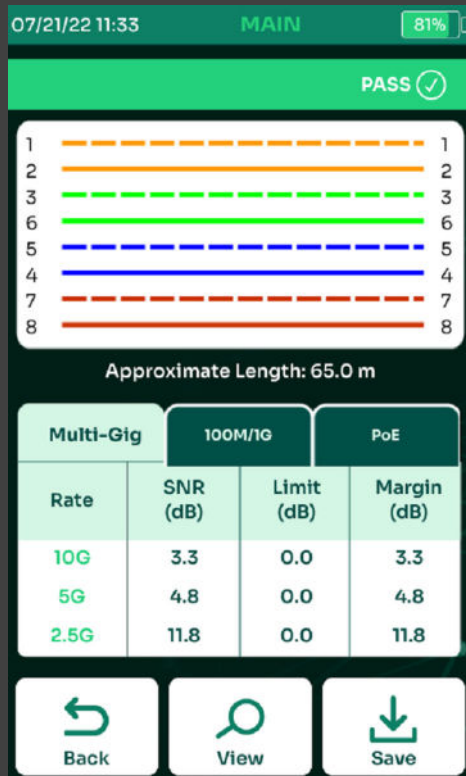 07/21/22 11:33 MAIN 81%
PASS
1 1
2 2
3 3
6 6
5 5
4 4
7 7
8 8
Approximate Length: 65.0 m
Multi-Gig 100M/1G PoE
Rate SNR (dB) Limit (dB) Margin (dB)
10G 3.3 0.0 3.3
5G 4.8 0.0 4.8
2.5G 11.8 0.0 11.8
Back View Save